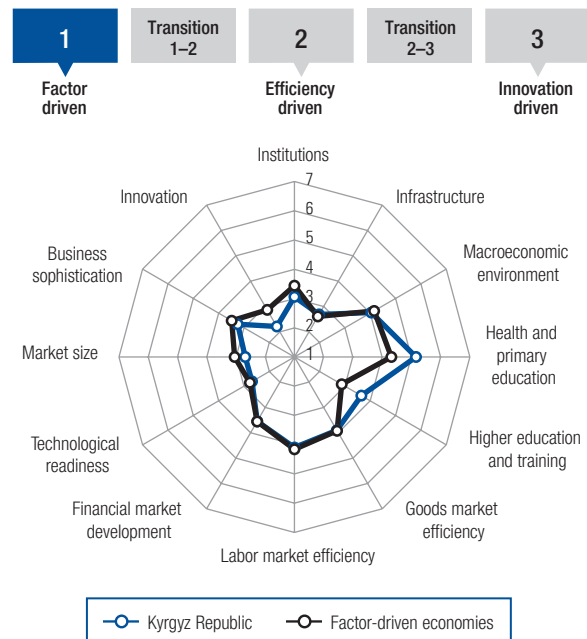 1
Transition
1–2
2
Transition
2–3
3
Factor
driven
Efficiency
driven
Innovation
driven
Institutions
Infrastructure
Macroeconomic
environment
Health and
primary
education
Higher education
and training
Goods market
efficiency
Labor market efficiency
Financial market
development
Technological
readiness
Market size
Business
sophistication
Innovation
7
6
5
4
3
2
1
Kyrgyz Republic
Factor-driven economies